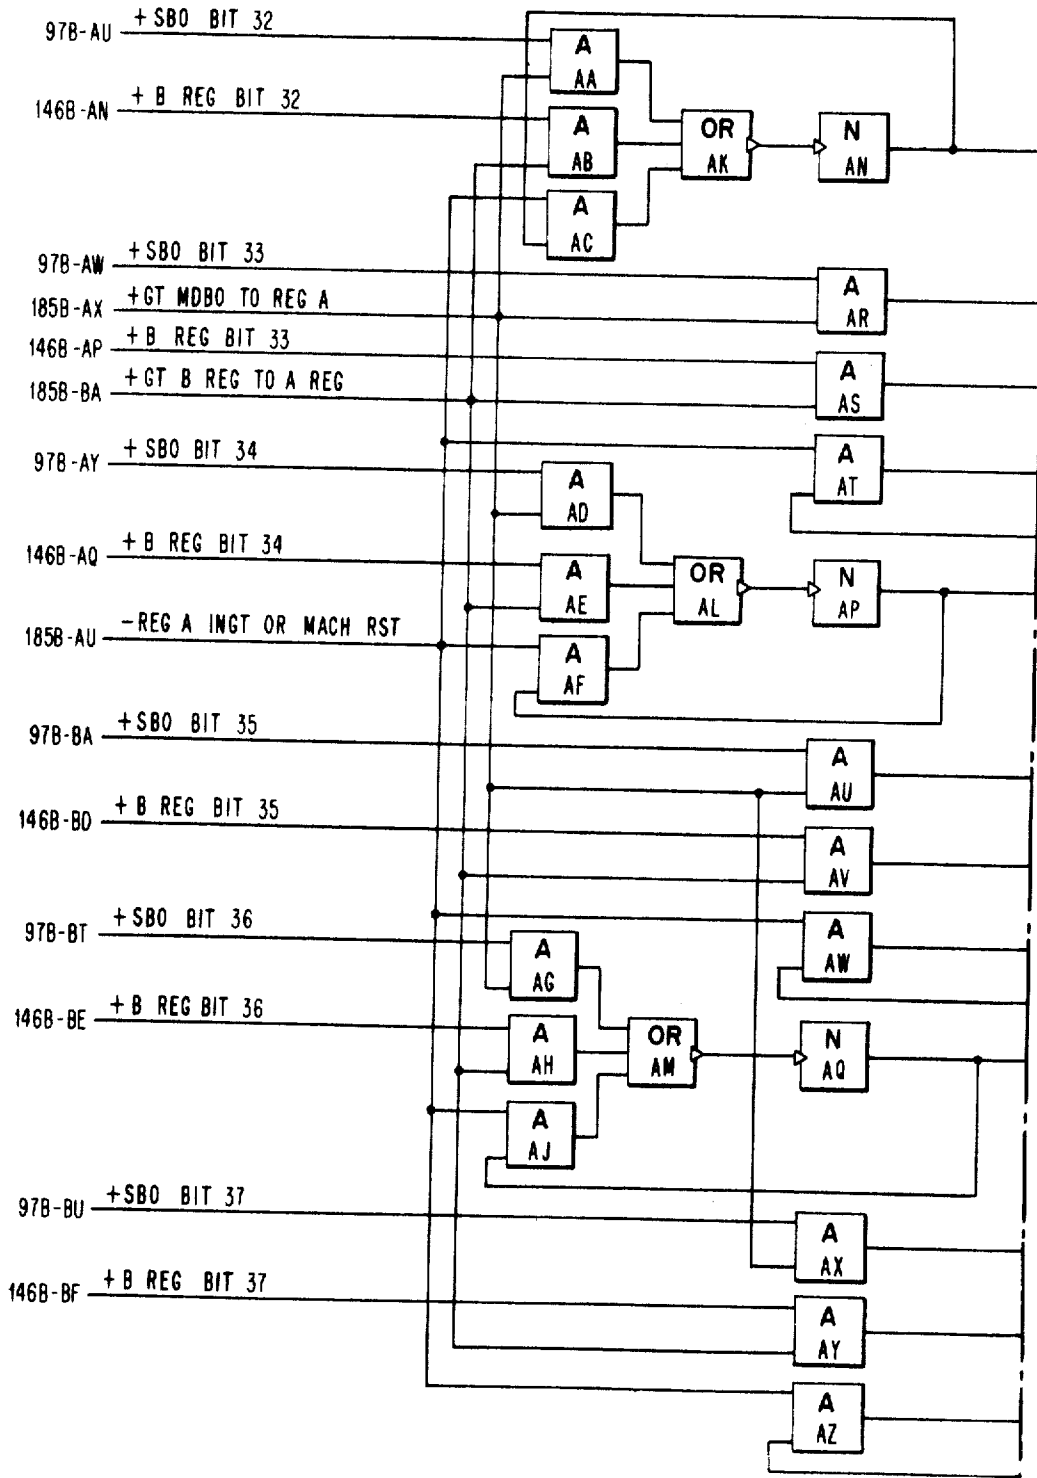 97B-AU + SBO BIT 32
A
AA
146B-AN + B REG BIT 32
A
AB
OR
AK
N
AN
A
AC
97B-AW + SBO BIT 33
A
AR
185B-AX + GT MDBO TO REG A
146B-AP + B REG BIT 33
A
AS
185B-BA + GT B REG TO A REG
A
AT
97B-AY + SBO BIT 34
A
AD
146B-AQ + B REG BIT 34
A
AE
OR
AL
N
AP
185B-AU - REG A INGT OR MACH RST
A
AF
97B-BA + SBO BIT 35
A
AU
146B-BD + B REG BIT 35
A
AV
97B-BT + SBO BIT 36
A
AG
A
AW
146B-BE + B REG BIT 36
A
AH
OR
AM
N
AQ
A
AJ
97B-BU + SBO BIT 37
A
AX
146B-BF + B REG BIT 37
A
AY
A
AZ